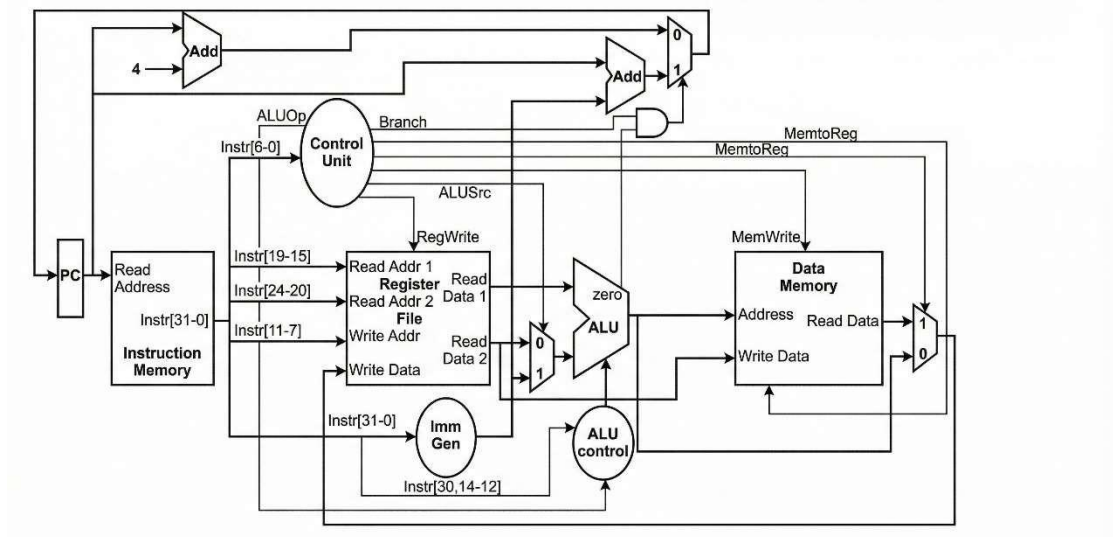 Add
4
Add
0
1
ALUOp
Branch
MemtoReg
MemtoReg
Control
Unit
Instr[6-0]
ALUSrc
RegWrite
MemWrite
PC
Read
Address
Instr[31-0]
Instruction
Memory
Instr[19-15]
Instr[24-20]
Instr[11-7]
Read Addr 1
Register
Read Addr 2
File
Write Addr
Write Data
Read
Data 1
Read
Data 2
0
1
zero
ALU
Data
Memory
Address
Read Data
Write Data
1
0
Instr[31-0]
Imm
Gen
ALU
control
Instr[30,14-12]